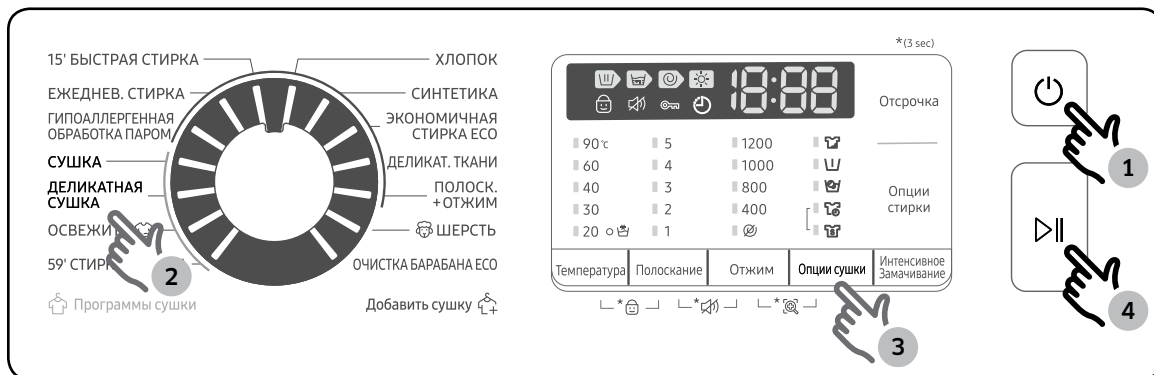 *(3 sec)
15' БЫСТРАЯ СТИРКА
ХЛОПОК
ЕЖЕДНЕВ. СТИРКА
СИНТЕТИКА
ГИПОАЛЛЕРГЕННАЯ
ОБРАБОТКА ПАРОМ
ЭКОНОМИЧНАЯ
СТИРКА ECO
СУШКА
ДЕЛИКАТ. ТКАНИ
ДЕЛИКАТНАЯ
СУШКА
ПОЛОСК.
+ОТЖИМ
ОСВЕЖИ
ШЕРСТЬ
59' СТИР
ОЧИСТКА БАРАБАНА ECO
Программы сушки
Добавить сушку
18:88
Отсрочка
90℃ 5 1200
60 4 1000
40 3 800
30 2 400
20 1
Опции
стирки
Температура
Полоскание
Отжим
Опции сушки
Интенсивное
Замачивание
*
*
*
1
2
3
4